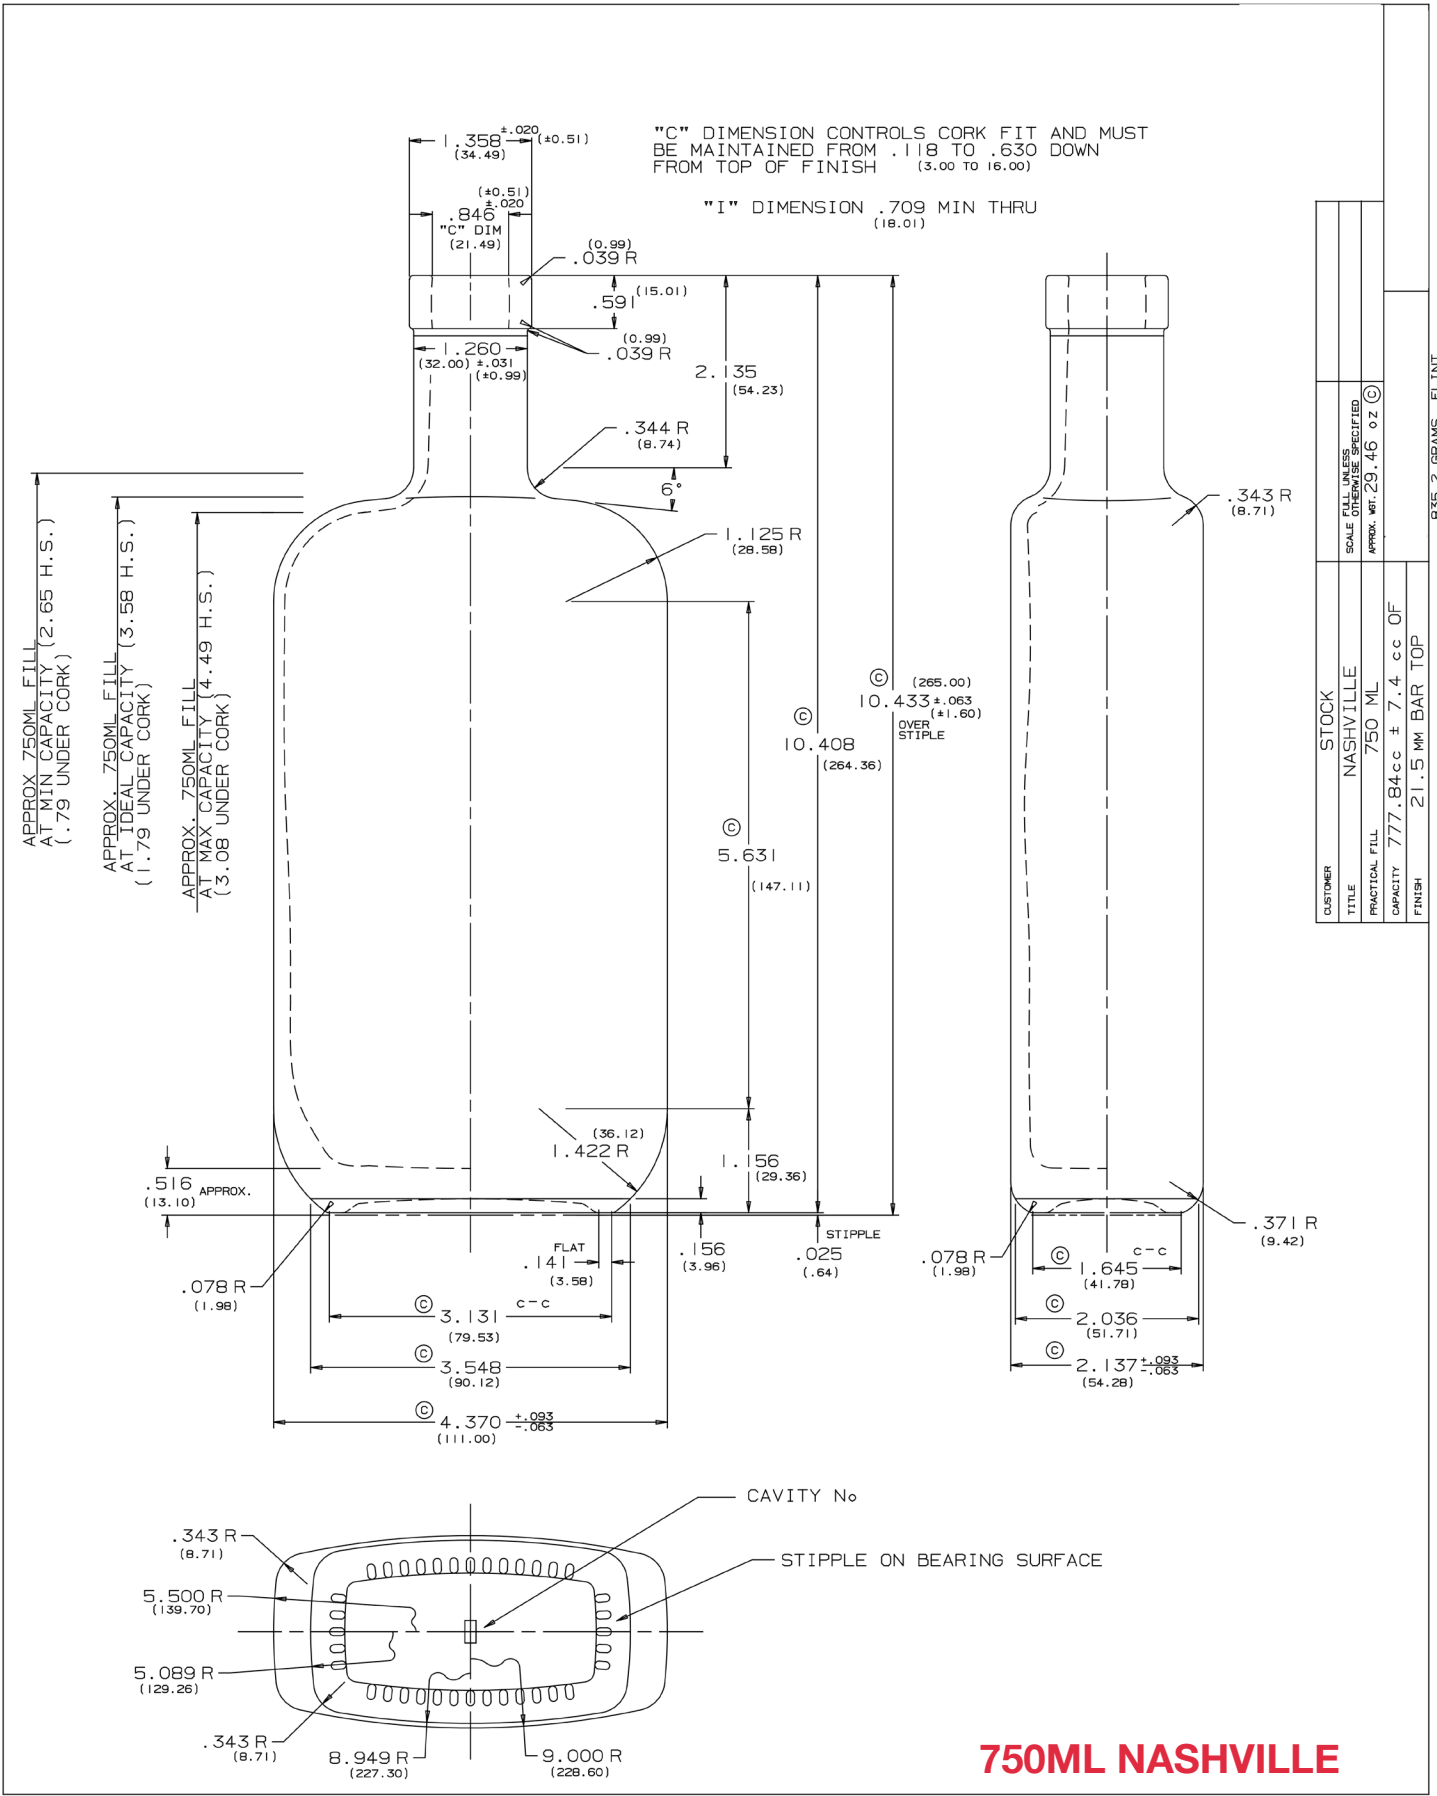 1.358 ±.020 (±0.51)
(34.49)
"C" DIMENSION CONTROLS CORK FIT AND MUST
BE MAINTAINED FROM .118 TO .630 DOWN
FROM TOP OF FINISH (3.00 TO 16.00)
"I" DIMENSION .709 MIN THRU
(18.01)
(±0.51)
±.020
.846
"C" DIM
(21.49)
(0.99)
.039 R
.591 (15.01)
(0.99)
.039 R
1.260
(32.00) ±.031
(±0.99)
2.135
(54.23)
.344 R
(8.74)
6°
1.125 R
(28.58)
.343 R
(8.71)
APPROX 750ML FILL
AT MIN CAPACITY (2.65 H.S.)
(.79 UNDER CORK)
APPROX. 750ML FILL
AT IDEAL CAPACITY (3.58 H.S.)
(1.79 UNDER CORK)
APPROX. 750ML FILL
AT MAX CAPACITY (4.49 H.S.)
(3.08 UNDER CORK)
© (265.00)
10.433 ±.063
(±1.60)
OVER
STIPLE
©
10.408
(264.36)
©
5.631
(147.11)
(36.12)
1.422 R
1.156
(29.36)
.516 APPROX.
(13.10)
.078 R
(1.98)
FLAT
.141
(3.58)
.156
(3.96)
STIPPLE
.025
(.64)
© 3.131 c-c
(79.53)
© 3.548
(90.12)
© 4.370 +.093
-.063
(111.00)
.078 R
(1.98)
.371 R
(9.42)
© 1.645 c-c
(41.78)
© 2.036
(51.71)
© 2.137 +.093
-.063
(54.28)
CUSTOMER STOCK
TITLE NASHVILLE
SCALE FULL UNLESS
OTHERWISE SPECIFIED
PRACTICAL FILL 750 ML
APPROX. WGT. 29.46 oz ©
CAPACITY 777.84cc ± 7.4 cc OF
FINISH 21.5 MM BAR TOP
CAVITY No
STIPPLE ON BEARING SURFACE
.343 R
(8.71)
5.500 R
(139.70)
5.089 R
(129.26)
.343 R
(8.71)
8.949 R
(227.30)
9.000 R
(228.60)
750ML NASHVILLE